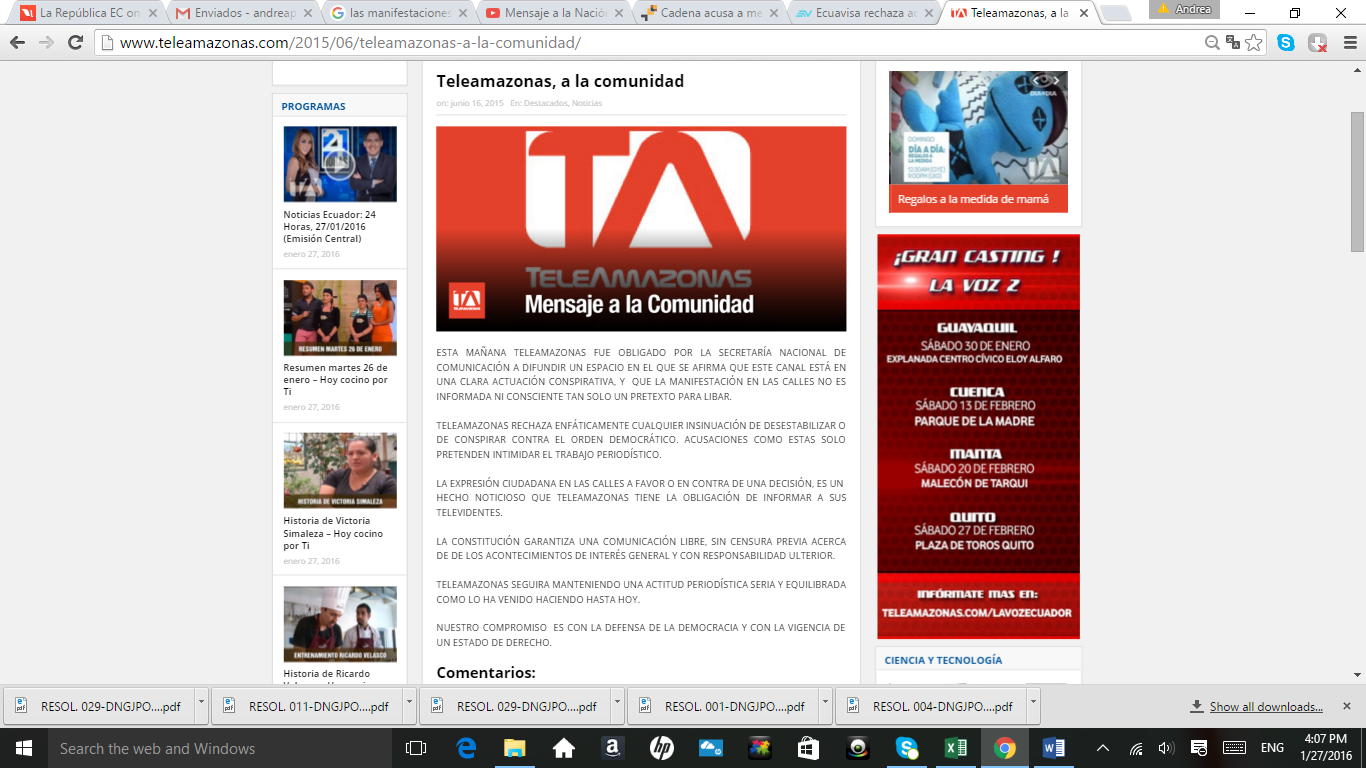 La República EC on
Enviados - andreap
las manifestaciones
Mensaje a la Nació
Cadena acusa a me
Ecuavisa rechaza ac
Teleamazonas, a la
Andrea
www.teleamazonas.com/2015/06/teleamazonas-a-la-comunidad/
PROGRAMAS
24
Noticias Ecuador: 24
Horas, 27/01/2016
(Emisión Central)
enero 27, 2016
RESUMEN MARTES 26 DE ENERO
Resumen martes 26 de
enero – Hoy cocino por
Ti
enero 27, 2016
HISTORIA DE VICTORIA SIMALEZA
Historia de Victoria
Simaleza – Hoy cocino
por Ti
enero 27, 2016
ENTRENAMIENTO RICARDO VELASCO
Historia de Ricardo
Teleamazonas, a la comunidad
on: junio 16, 2015 En: Destacados, Noticias
TA
TELEAMAZONAS
TA
Mensaje a la Comunidad
ESTA MAÑANA TELEAMAZONAS FUE OBLIGADO POR LA SECRETARÍA NACIONAL DE
COMUNICACIÓN A DIFUNDIR UN ESPACIO EN EL QUE SE AFIRMA QUE ESTE CANAL ESTÁ EN
UNA CLARA ACTUACIÓN CONSPIRATIVA, Y QUE LA MANIFESTACIÓN EN LAS CALLES NO ES
INFORMADA NI CONSCIENTE TAN SOLO UN PRETEXTO PARA LIBAR.
TELEAMAZONAS RECHAZA ENFÁTICAMENTE CUALQUIER INSINUACIÓN DE DESESTABILIZAR O
DE CONSPIRAR CONTRA EL ORDEN DEMOCRÁTICO. ACUSACIONES COMO ESTAS SOLO
PRETENDEN INTIMIDAR EL TRABAJO PERIODÍSTICO.
LA EXPRESIÓN CIUDADANA EN LAS CALLES A FAVOR O EN CONTRA DE UNA DECISIÓN, ES UN
HECHO NOTICIOSO QUE TELEAMAZONAS TIENE LA OBLIGACIÓN DE INFORMAR A SUS
TELEVIDENTES.
LA CONSTITUCIÓN GARANTIZA UNA COMUNICACIÓN LIBRE, SIN CENSURA PREVIA ACERCA
DE DE LOS ACONTECIMIENTOS DE INTERÉS GENERAL Y CON RESPONSABILIDAD ULTERIOR.
TELEAMAZONAS SEGUIRA MANTENIENDO UNA ACTITUD PERIODÍSTICA SERIA Y EQUILIBRADA
COMO LO HA VENIDO HACIENDO HASTA HOY.
NUESTRO COMPROMISO ES CON LA DEFENSA DE LA DEMOCRACIA Y CON LA VIGENCIA DE
UN ESTADO DE DERECHO.
Comentarios:
DOMINGO
DÍA A DÍA:
REGALOS A
LA MEDIDA
Regalos a la medida de mamá
¡GRAN CASTING !
LA VOZ 2
GUAYAQUIL
SÁBADO 30 DE ENERO
EXPLANADA CENTRO CÍVICO ELOY ALFARO
CUENCA
SÁBADO 13 DE FEBRERO
PARQUE DE LA MADRE
MANTA
SÁBADO 20 DE FEBRERO
MALECÓN DE TARQUI
QUITO
SÁBADO 27 DE FEBRERO
PLAZA DE TOROS QUITO
INFÓRMATE MAS EN:
TELEAMAZONAS.COM/LAVOZECUADOR
CIENCIA Y TECNOLOGÍA
RESOL. 029-DNGJPO....pdf
RESOL. 011-DNGJPO....pdf
RESOL. 029-DNGJPO....pdf
RESOL. 001-DNGJPO....pdf
RESOL. 004-DNGJPO....pdf
Show all downloads...
Search the web and Windows
ENG
4:07 PM
1/27/2016